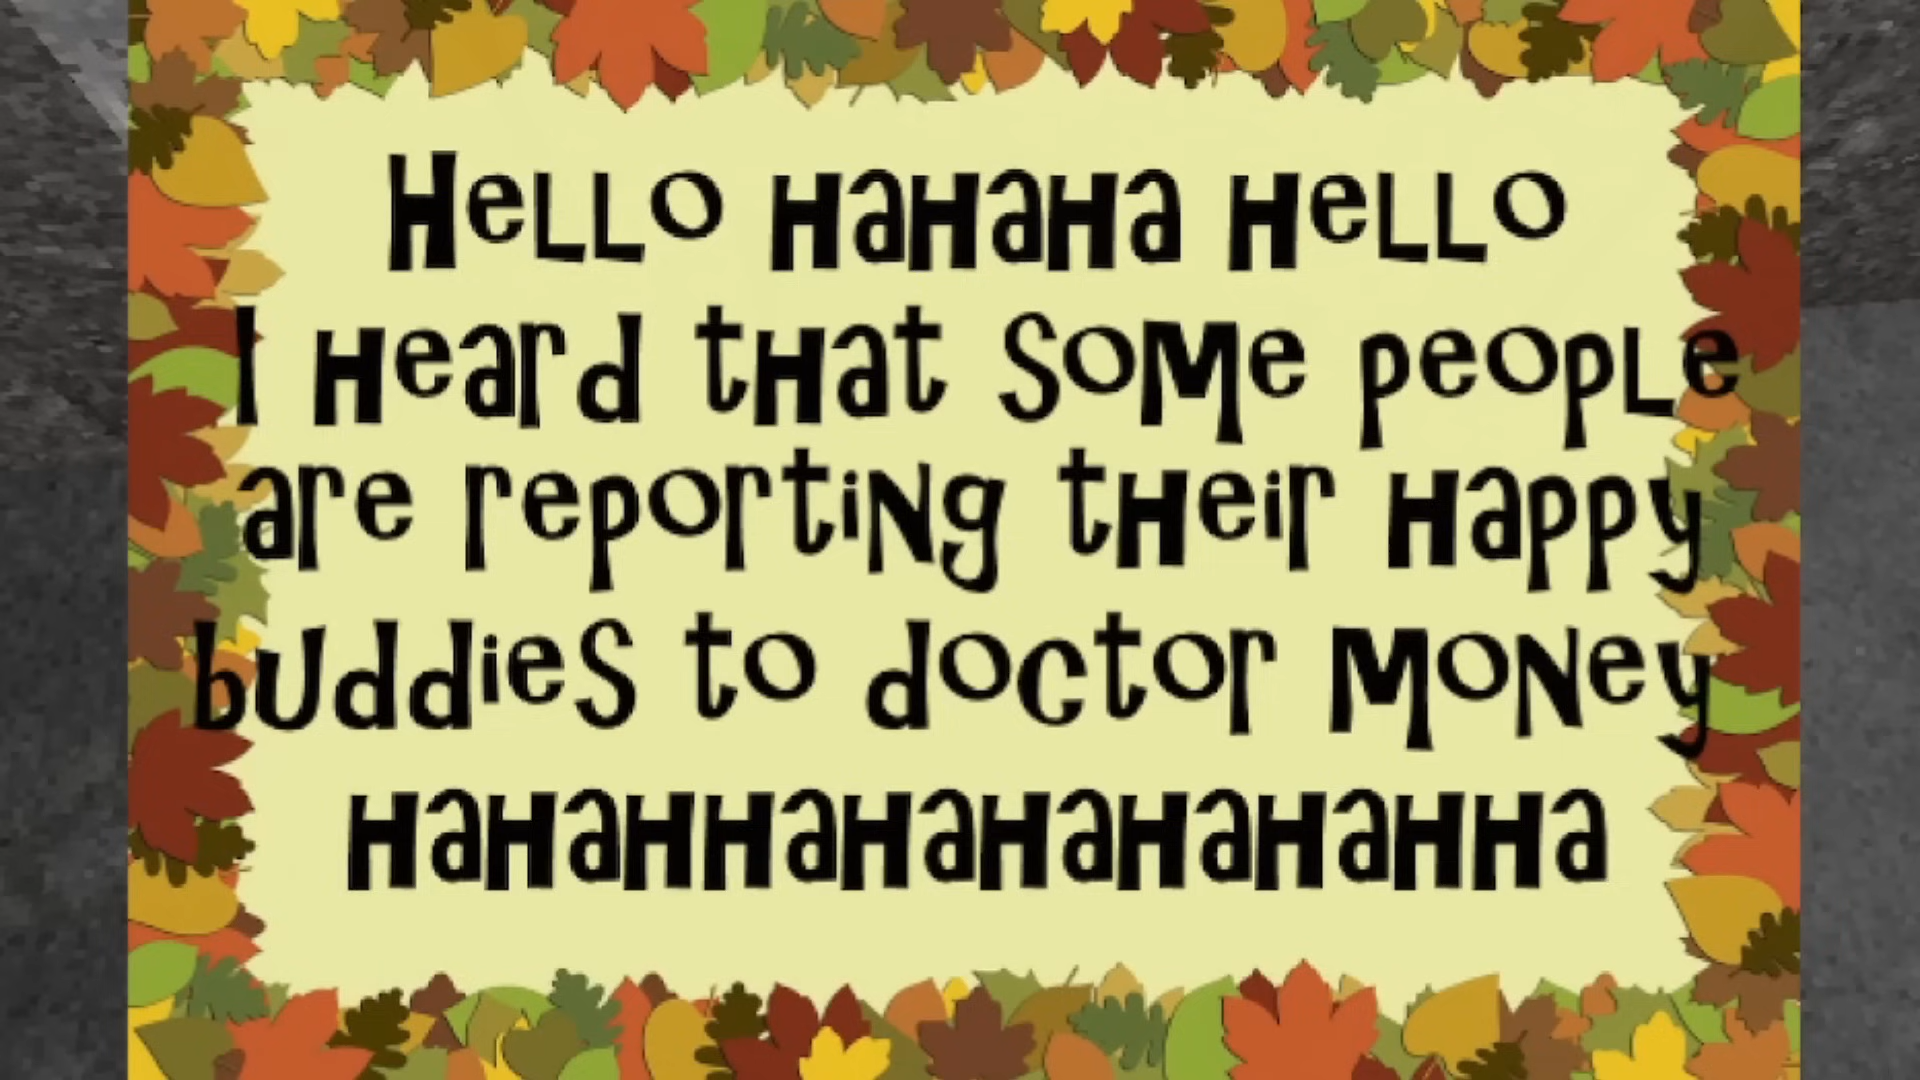 Hello hahaha hello
I heard that some people
are reporting their happy
buddies to doctor money
hahahhahahahahahha